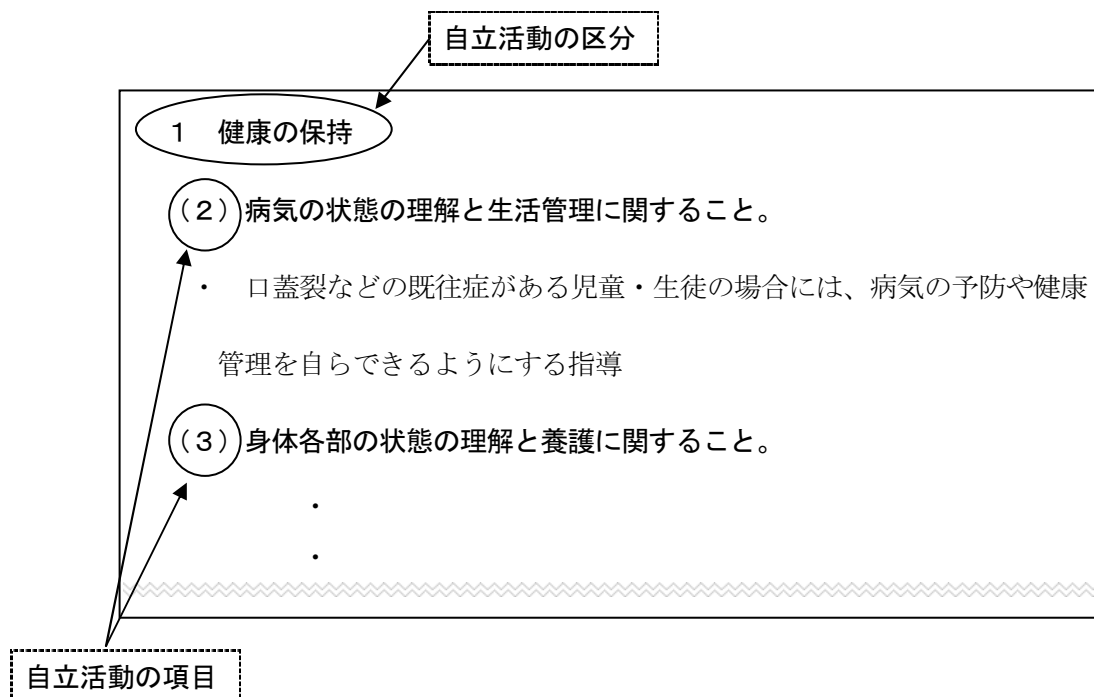 自立活動の区分
1 健康の保持
(2)病気の状態の理解と生活管理に関すること。
・ 口蓋裂などの既往症がある児童・生徒の場合には、病気の予防や健康
管理を自らできるようにする指導
(3)身体各部の状態の理解と養護に関すること。
・
・
自立活動の項目